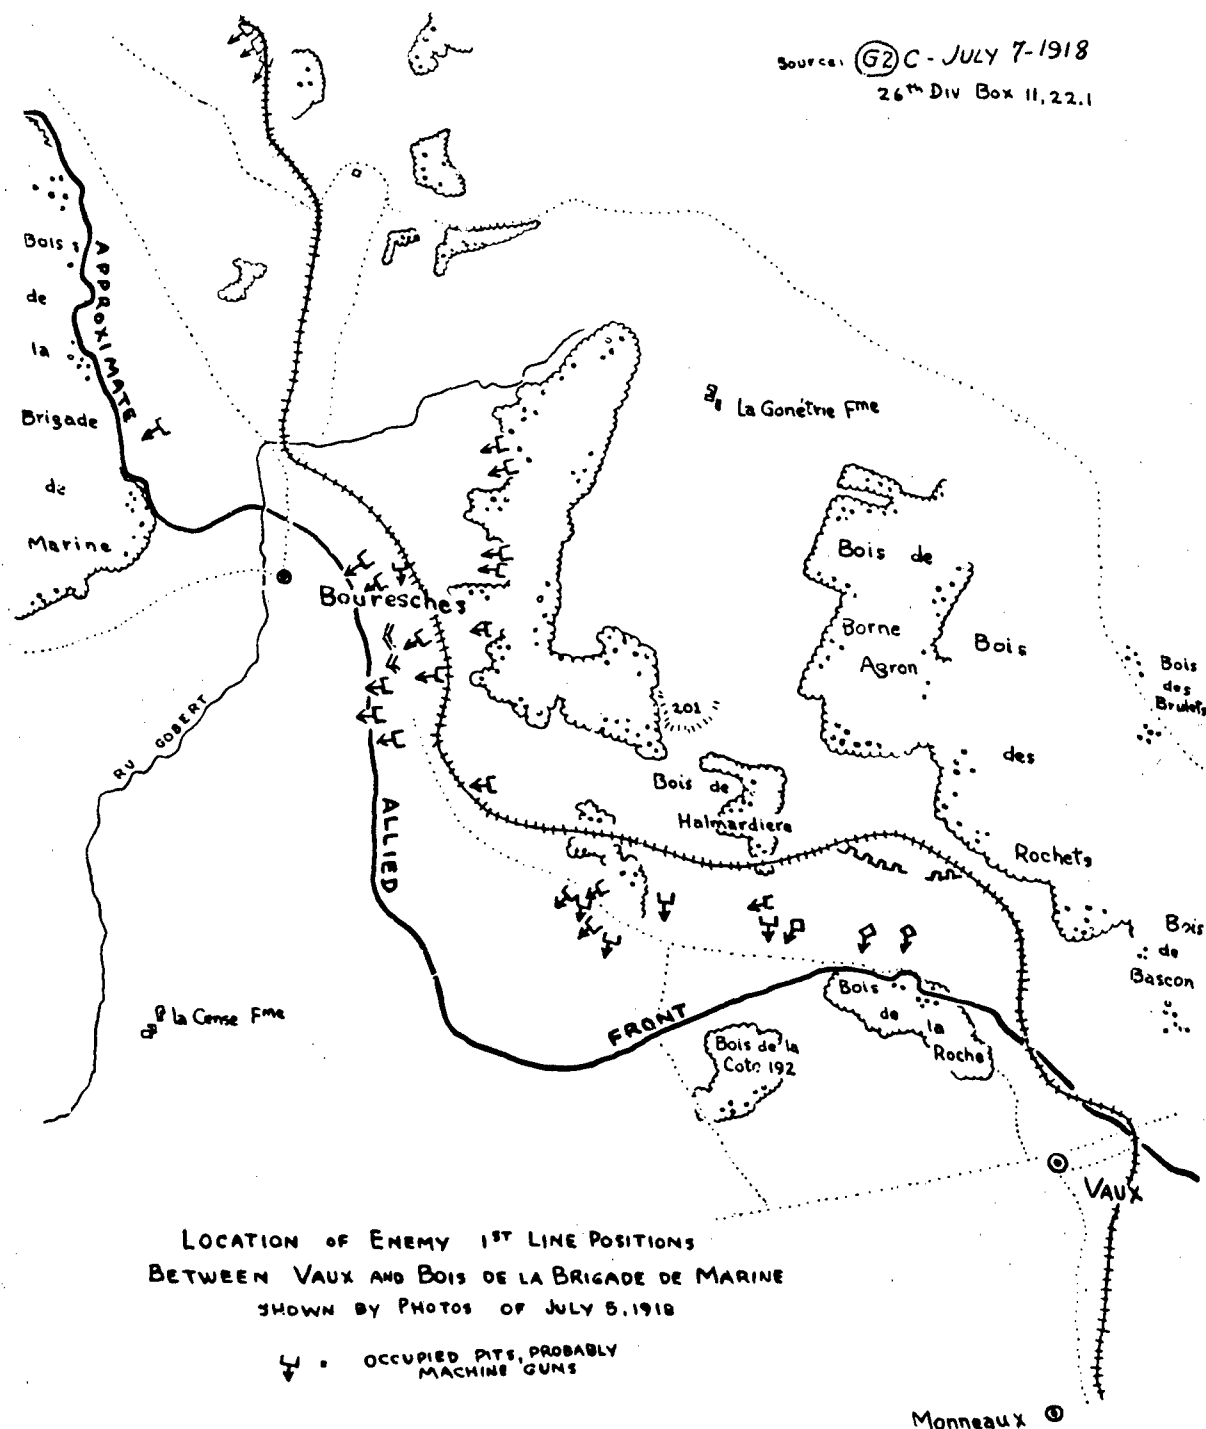 Source: G2 C - JULY 7-1918
26th Div Box 11, 22.1
Bois
de
la
Brigade
de
Marine
APPROXIMATE
La Gonétrie Fme
Bois de
Borne
Agron
Bois
des
Rochets
Bois
des
Brulets
Bouresches
201
RU GOBERT
Bois de
Halmardiere
ALLIED
Bois
de
Bascon
Bois
de
la
Roche
la Cense Fme
FRONT
Bois de la
Cote 192
VAUX
LOCATION OF ENEMY 1ST LINE POSITIONS
BETWEEN VAUX AND BOIS DE LA BRIGADE DE MARINE
SHOWN BY PHOTOS OF JULY 5, 1918
= OCCUPIED PITS, PROBABLY
MACHINE GUNS
Monneaux